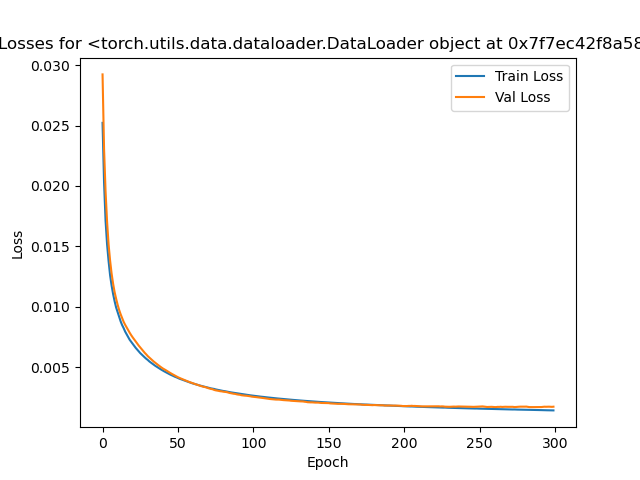 Losses for <torch.utils.data.dataloader.DataLoader object at 0x7f7ec42f8a58
0.030
0.025
0.020
0.015
0.010
0.005
Loss
Train Loss
Val Loss
0 50 100 150 200 250 300
Epoch